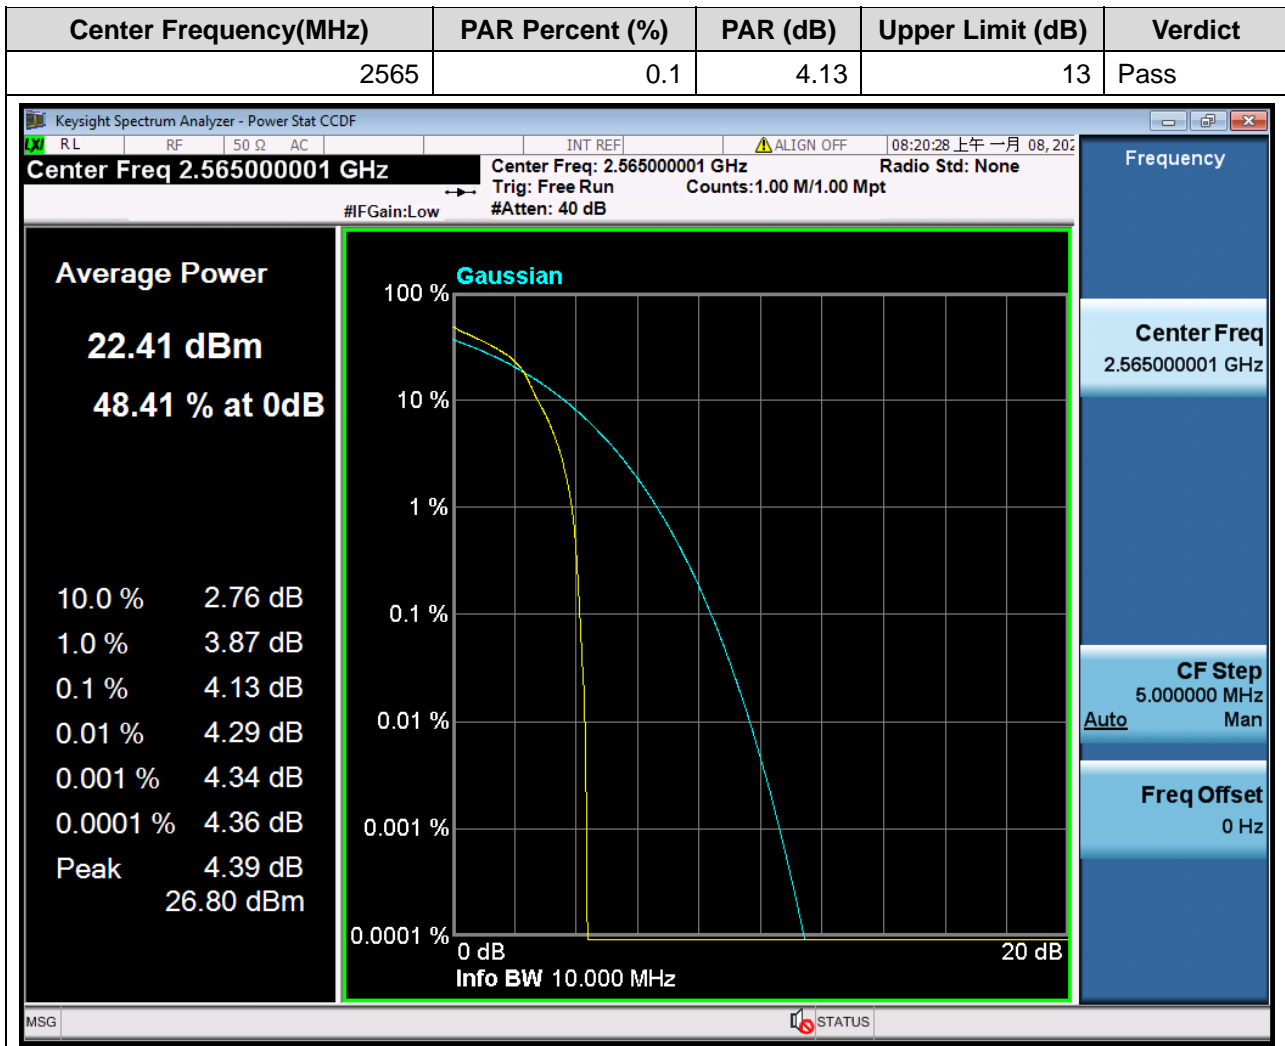 Center Frequency(MHz) PAR Percent (%) PAR (dB) Upper Limit (dB) Verdict
2565 0.1 4.13 13 Pass
Keysight Spectrum Analyzer - Power Stat CCDF
LXI RL RF 50 Ω AC INT REF ALIGN OFF 08:20:28 上午 一月 08, 202
Center Freq 2.565000001 GHz
Center Freq: 2.565000001 GHz Radio Std: None
Trig: Free Run Counts:1.00 M/1.00 Mpt
#IFGain:Low #Atten: 40 dB
Average Power
22.41 dBm
48.41 % at 0dB
10.0 % 2.76 dB
1.0 % 3.87 dB
0.1 % 4.13 dB
0.01 % 4.29 dB
0.001 % 4.34 dB
0.0001 % 4.36 dB
Peak 4.39 dB
26.80 dBm
Gaussian
100 %
10 %
1 %
0.1 %
0.01 %
0.001 %
0.0001 %
0 dB 20 dB
Info BW 10.000 MHz
Frequency
Center Freq
2.565000001 GHz
CF Step
5.000000 MHz
Auto Man
Freq Offset
0 Hz
MSG STATUS